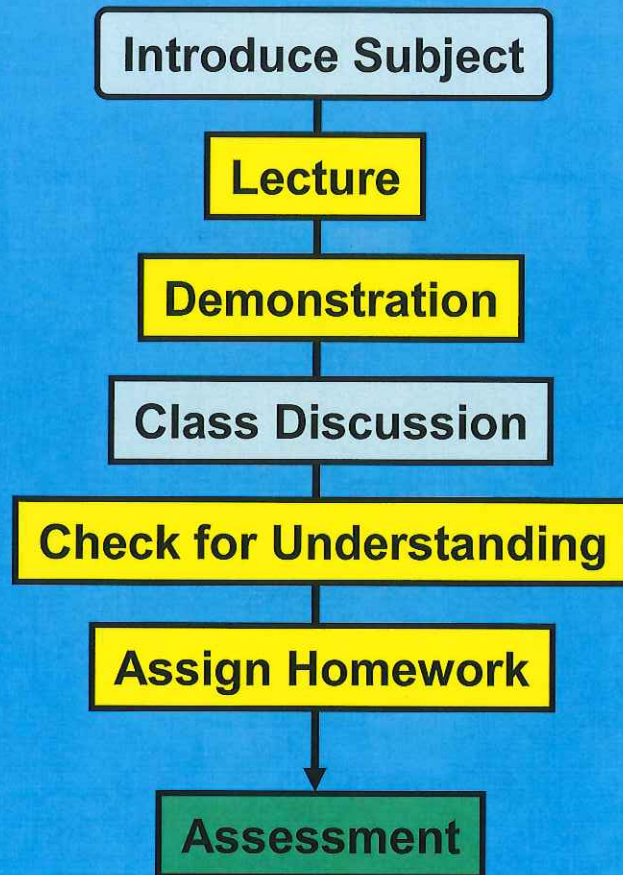 Introduce Subject
Lecture
Demonstration
Class Discussion
Check for Understanding
Assign Homework
Assessment